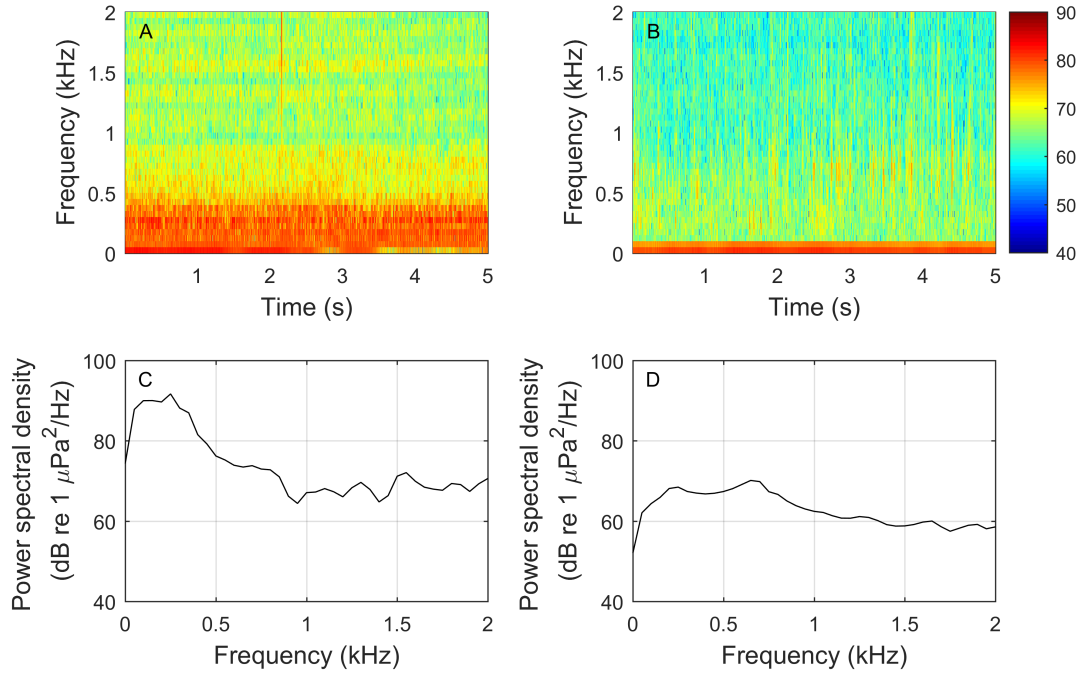 A
Frequency (kHz)
2
1.5
1
0.5
0
1 2 3 4 5
Time (s)
B
Frequency (kHz)
2
1.5
1
0.5
0
1 2 3 4 5
Time (s)
90
80
70
60
50
40
C
Power spectral density
(dB re 1 μPa²/Hz)
100
80
60
40
0 0.5 1 1.5 2
Frequency (kHz)
D
Power spectral density
(dB re 1 μPa²/Hz)
100
80
60
40
0 0.5 1 1.5 2
Frequency (kHz)